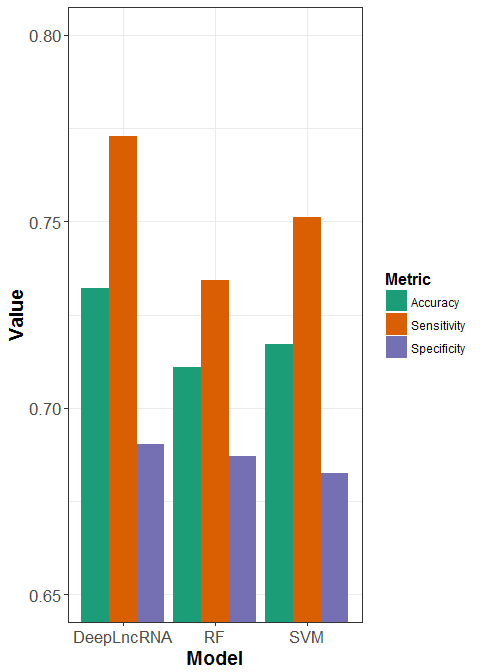 Value
0.80
0.75
0.70
0.65
DeepLncRNA RF SVM
Model
Metric
Accuracy
Sensitivity
Specificity